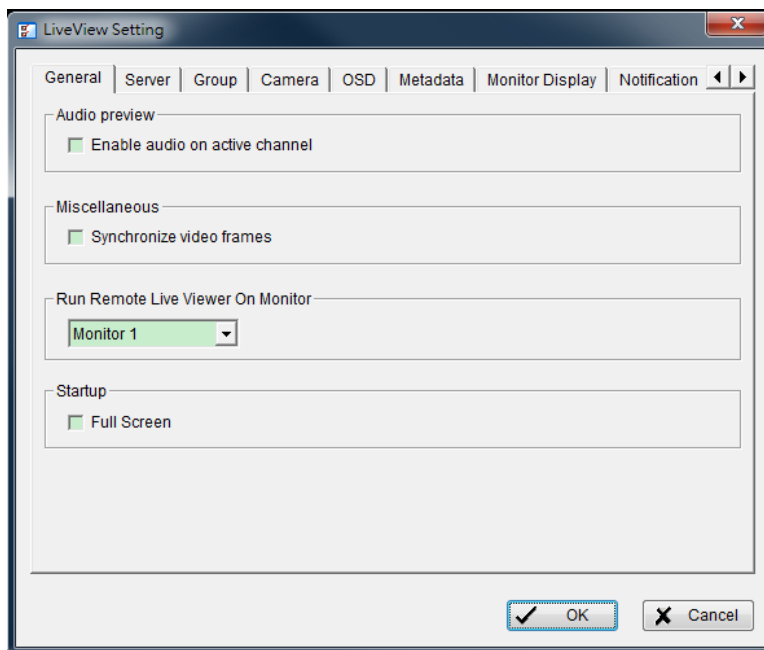 LiveView Setting
General Server Group Camera OSD Metadata Monitor Display Notification
Audio preview
Enable audio on active channel
Miscellaneous
Synchronize video frames
Run Remote Live Viewer On Monitor
Monitor 1
Startup
Full Screen
OK Cancel